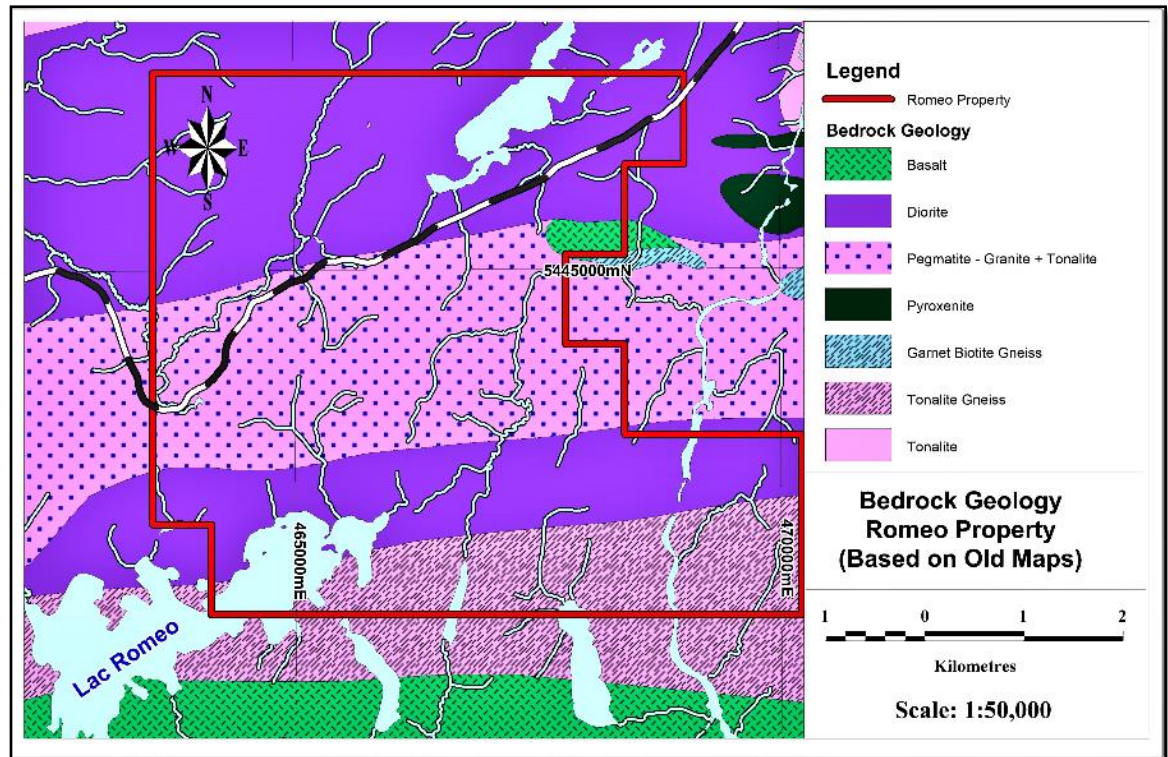 N
W
E
S
5445000mN
465000mE
470000mE
Lac Romeo
Legend
Romeo Property
Bedrock Geology
Basalt
Diorite
Pegmatite - Granite + Tonalite
Pyroxenite
Garnet Biotite Gneiss
Tonalite Gneiss
Tonalite
Bedrock Geology
Romeo Property
(Based on Old Maps)
1 0 1 2
Kilometres
Scale: 1:50,000